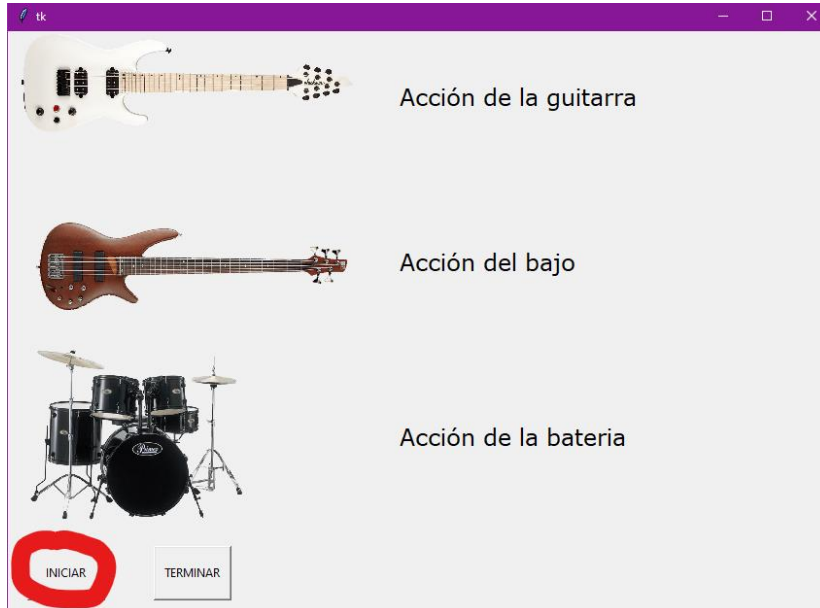 tk
Acción de la guitarra
Acción del bajo
Acción de la bateria
INICIAR
TERMINAR